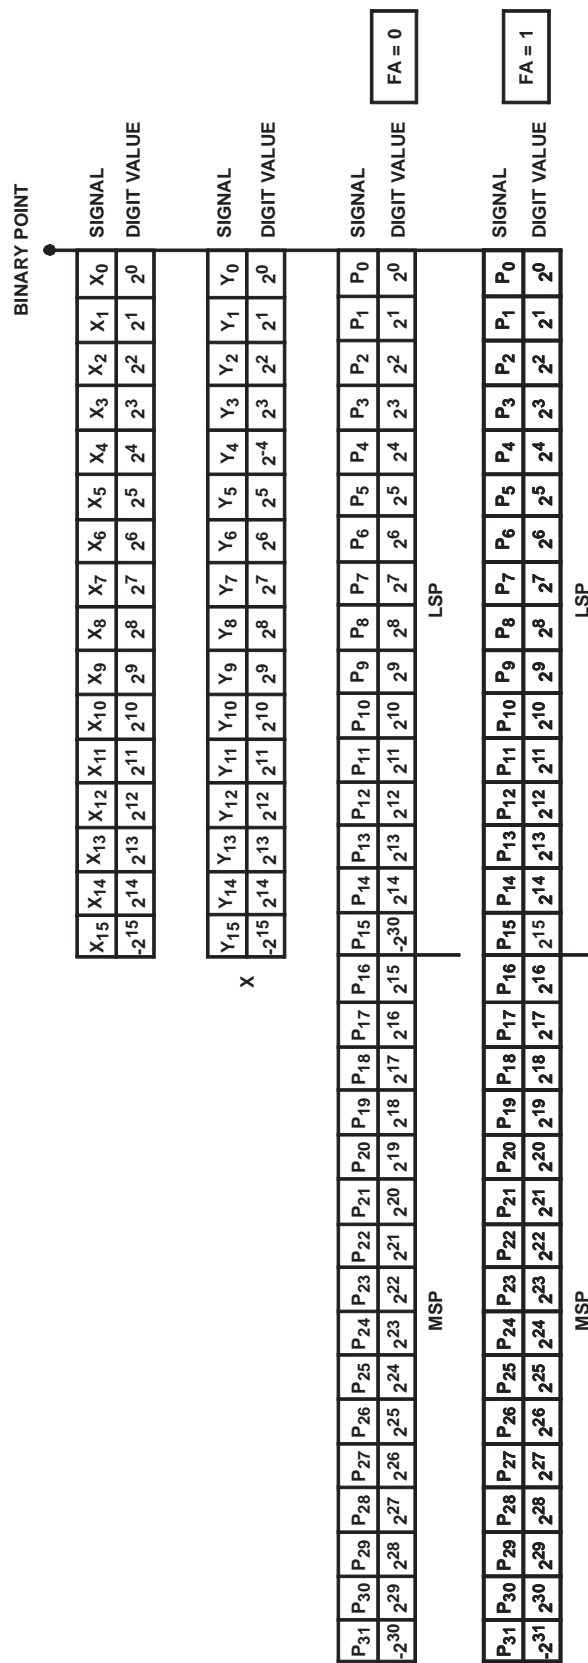 BINARY POINT
X15 X14 X13 X12 X11 X10 X9 X8 X7 X6 X5 X4 X3 X2 X1 X0 SIGNAL
-2^15 2^14 2^13 2^12 2^11 2^10 2^9 2^8 2^7 2^6 2^5 2^4 2^3 2^2 2^1 2^0 DIGIT VALUE
X
Y15 Y14 Y13 Y12 Y11 Y10 Y9 Y8 Y7 Y6 Y5 Y4 Y3 Y2 Y1 Y0 SIGNAL
-2^15 2^14 2^13 2^12 2^11 2^10 2^9 2^8 2^7 2^6 2^5 2^-4 2^3 2^2 2^1 2^0 DIGIT VALUE
P31 P30 P29 P28 P27 P26 P25 P24 P23 P22 P21 P20 P19 P18 P17 P16 P15 P14 P13 P12 P11 P10 P9 P8 P7 P6 P5 P4 P3 P2 P1 P0 SIGNAL
-2^30 2^29 2^28 2^27 2^26 2^25 2^24 2^23 2^22 2^21 2^20 2^19 2^18 2^17 2^16 2^15 -2^30 2^14 2^13 2^12 2^11 2^10 2^9 2^8 2^7 2^6 2^5 2^4 2^3 2^2 2^1 2^0 DIGIT VALUE
FA = 0
MSP LSP
P31 P30 P29 P28 P27 P26 P25 P24 P23 P22 P21 P20 P19 P18 P17 P16 P15 P14 P13 P12 P11 P10 P9 P8 P7 P6 P5 P4 P3 P2 P1 P0 SIGNAL
-2^31 2^30 2^29 2^28 2^27 2^26 2^25 2^24 2^23 2^22 2^21 2^20 2^19 2^18 2^17 2^16 2^15 2^14 2^13 2^12 2^11 2^10 2^9 2^8 2^7 2^6 2^5 2^4 2^3 2^2 2^1 2^0 DIGIT VALUE
FA = 1
MSP LSP